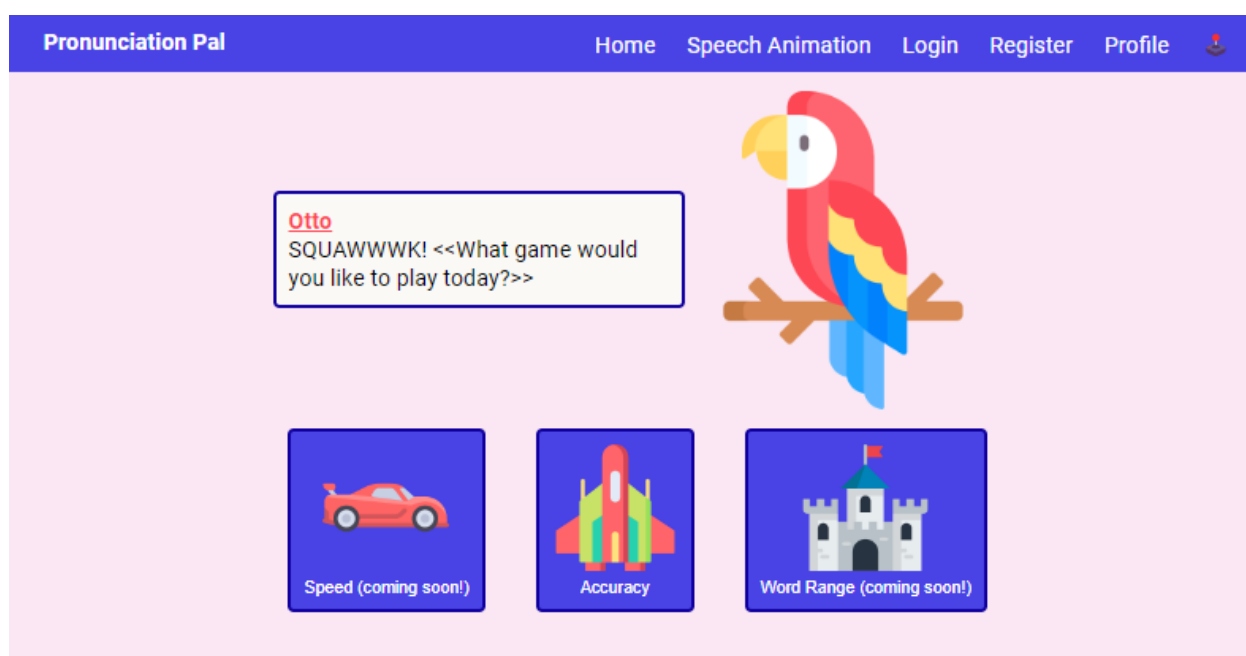 Pronunciation Pal
Home Speech Animation Login Register Profile
Otto
SQUAWWWK! <<What game would
you like to play today?>>
Speed (coming soon!)
Accuracy
Word Range (coming soon!)